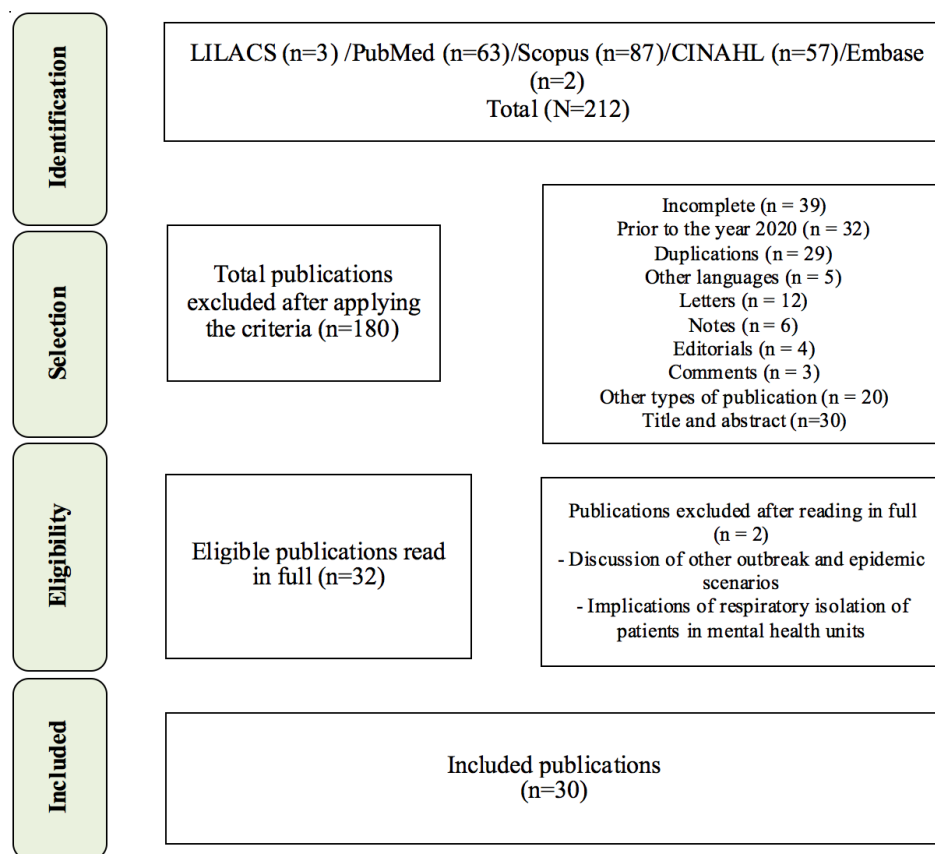 Identification
LILACS (n=3) /PubMed (n=63)/Scopus (n=87)/CINAHL (n=57)/Embase
(n=2)
Total (N=212)
Selection
Total publications
excluded after applying
the criteria (n=180)
Incomplete (n = 39)
Prior to the year 2020 (n = 32)
Duplications (n = 29)
Other languages (n = 5)
Letters (n = 12)
Notes (n = 6)
Editorials (n = 4)
Comments (n = 3)
Other types of publication (n = 20)
Title and abstract (n=30)
Eligibility
Eligible publications read
in full (n=32)
Publications excluded after reading in full
(n = 2)
- Discussion of other outbreak and epidemic
scenarios
- Implications of respiratory isolation of
patients in mental health units
Included
Included publications
(n=30)